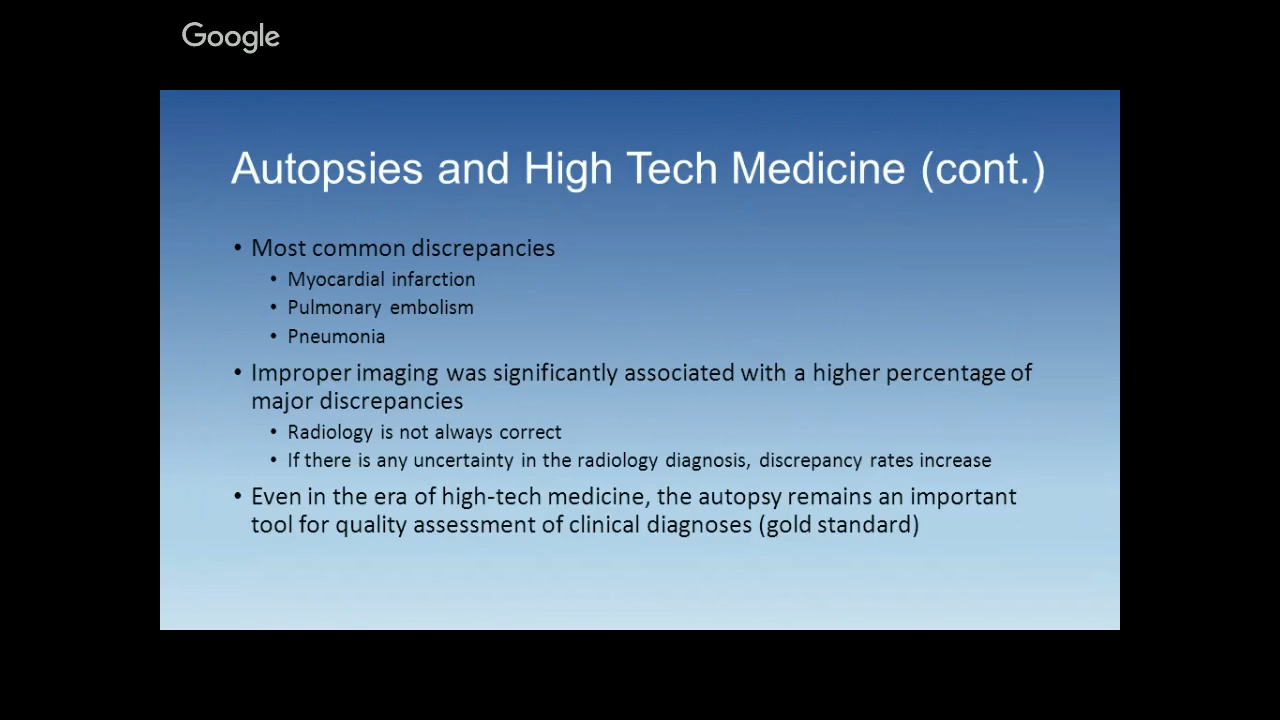 Google
Autopsies and High Tech Medicine (cont.)
• Most common discrepancies
• Myocardial infarction
• Pulmonary embolism
• Pneumonia
• Improper imaging was significantly associated with a higher percentage of
major discrepancies
• Radiology is not always correct
• If there is any uncertainty in the radiology diagnosis, discrepancy rates increase
• Even in the era of high-tech medicine, the autopsy remains an important
tool for quality assessment of clinical diagnoses (gold standard)